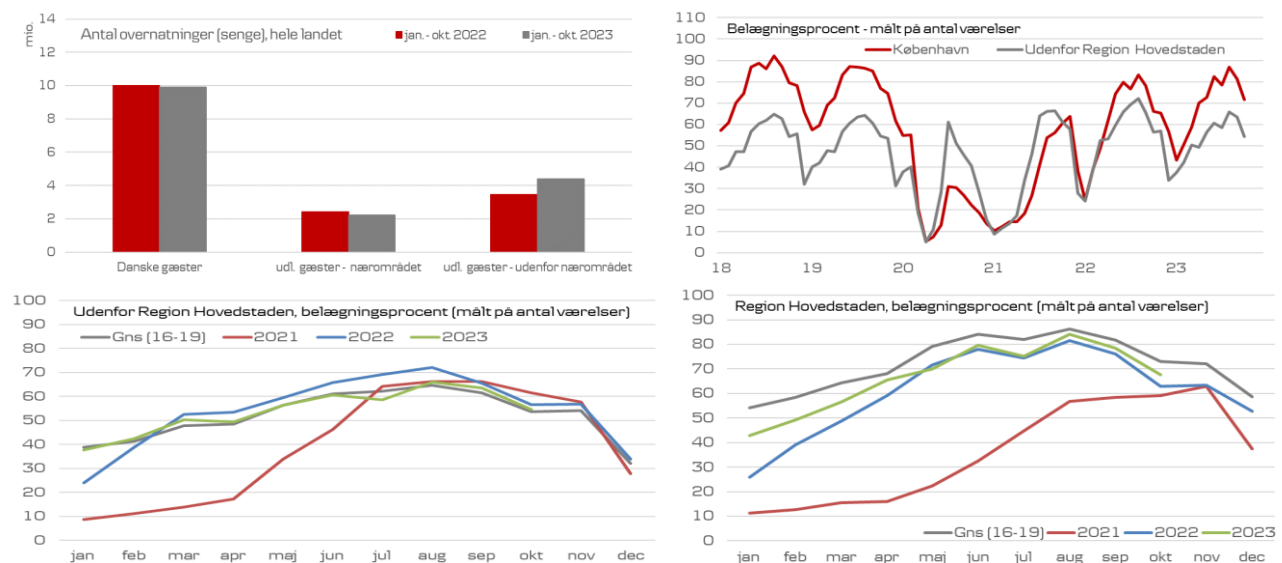 mio.
Antal overnatninger (senge), hele landet
jan.- okt. 2022
jan.- okt. 2023
14
12
10
8
6
4
2
0
Danske gæster
udl. gæster - nærområdet
udl. gæster - udenfor nærområdet
Belægningsprocent - målt på antal værelser
København
Udenfor Region Hovedstaden
110
100
90
80
70
60
50
40
30
20
10
0
18 19 20 21 22 23
Udenfor Region Hovedstaden, belægningsprocent (målt på antal værelser)
Gns (16-19) 2021 2022 2023
100
90
80
70
60
50
40
30
20
10
0
jan feb mar apr maj jun jul aug sep okt nov dec
Region Hovedstaden, belægningsprocent (målt på antal værelser)
100
90
80
70
60
50
40
30
20
10
0
Gns (16-19) 2021 2022 2023
jan feb mar apr maj jun jul aug sep okt nov dec